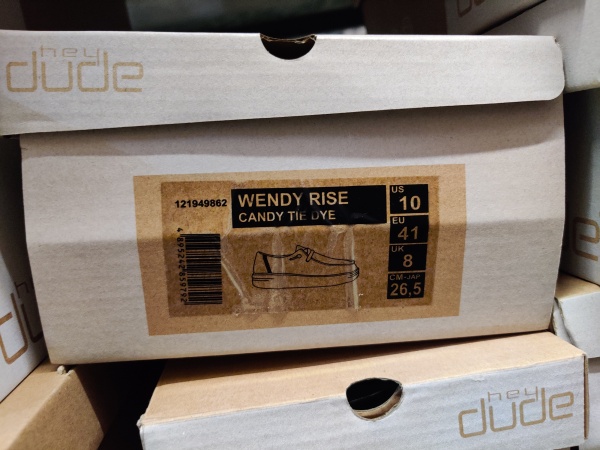 hey
dude
121949862
WENDY RISE
CANDY TIE DYE
US
10
EU
41
UK
8
CM-JAP
26,5
hey
dude